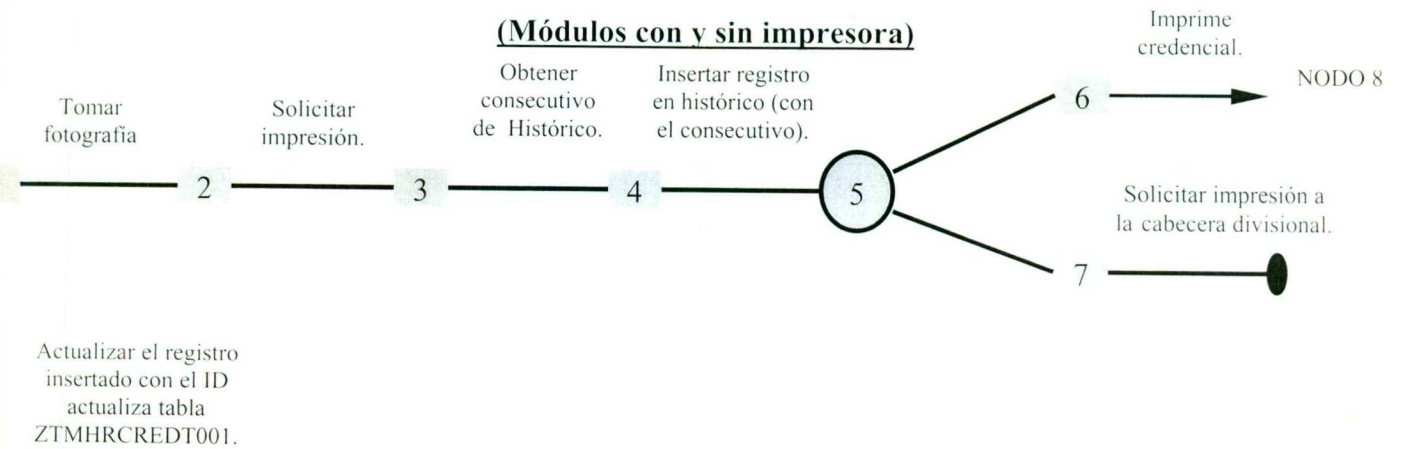 (Módulos con y sin impresora)
Tomar
fotografía
Solicitar
impresión.
Obtener
consecutivo
de Histórico.
Insertar registro
en histórico (con
el consecutivo).
Imprime
credencial.
NODO 8
2
3
4
5
6
7
Solicitar impresión a
la cabecera divisional.
Actualizar el registro
insertado con el ID
actualiza tabla
ZTMHRCREDT001.